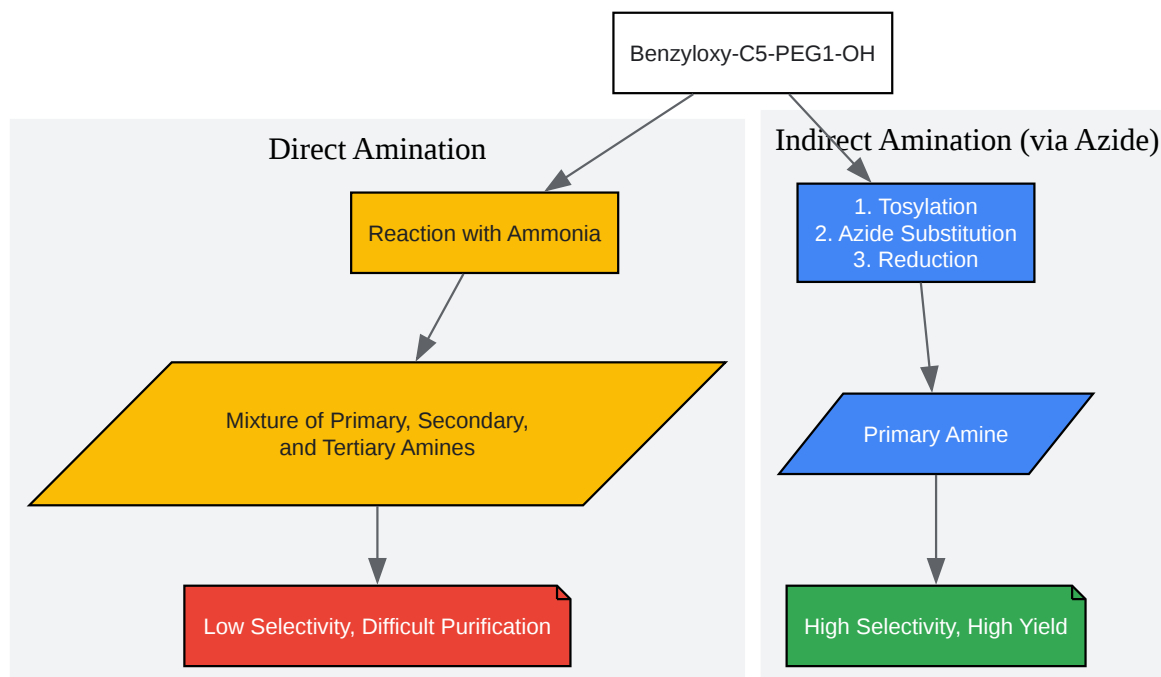 Benzyloxy-C5-PEG1-OH
Direct Amination
Reaction with Ammonia
Mixture of Primary, Secondary,
and Tertiary Amines
Low Selectivity, Difficult Purification
Indirect Amination (via Azide)
1. Tosylation
2. Azide Substitution
3. Reduction
Primary Amine
High Selectivity, High Yield